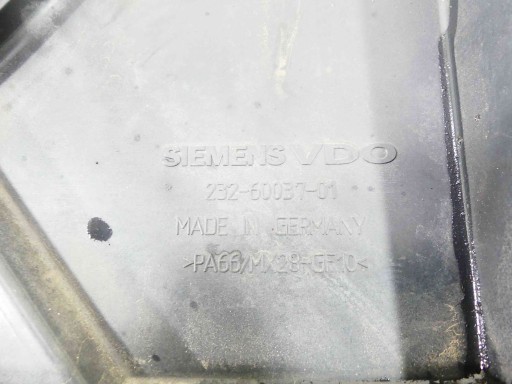 SIEMENS VDO
232-60037-01
MADE IN GERMANY
>PA66/MX28-GF10<